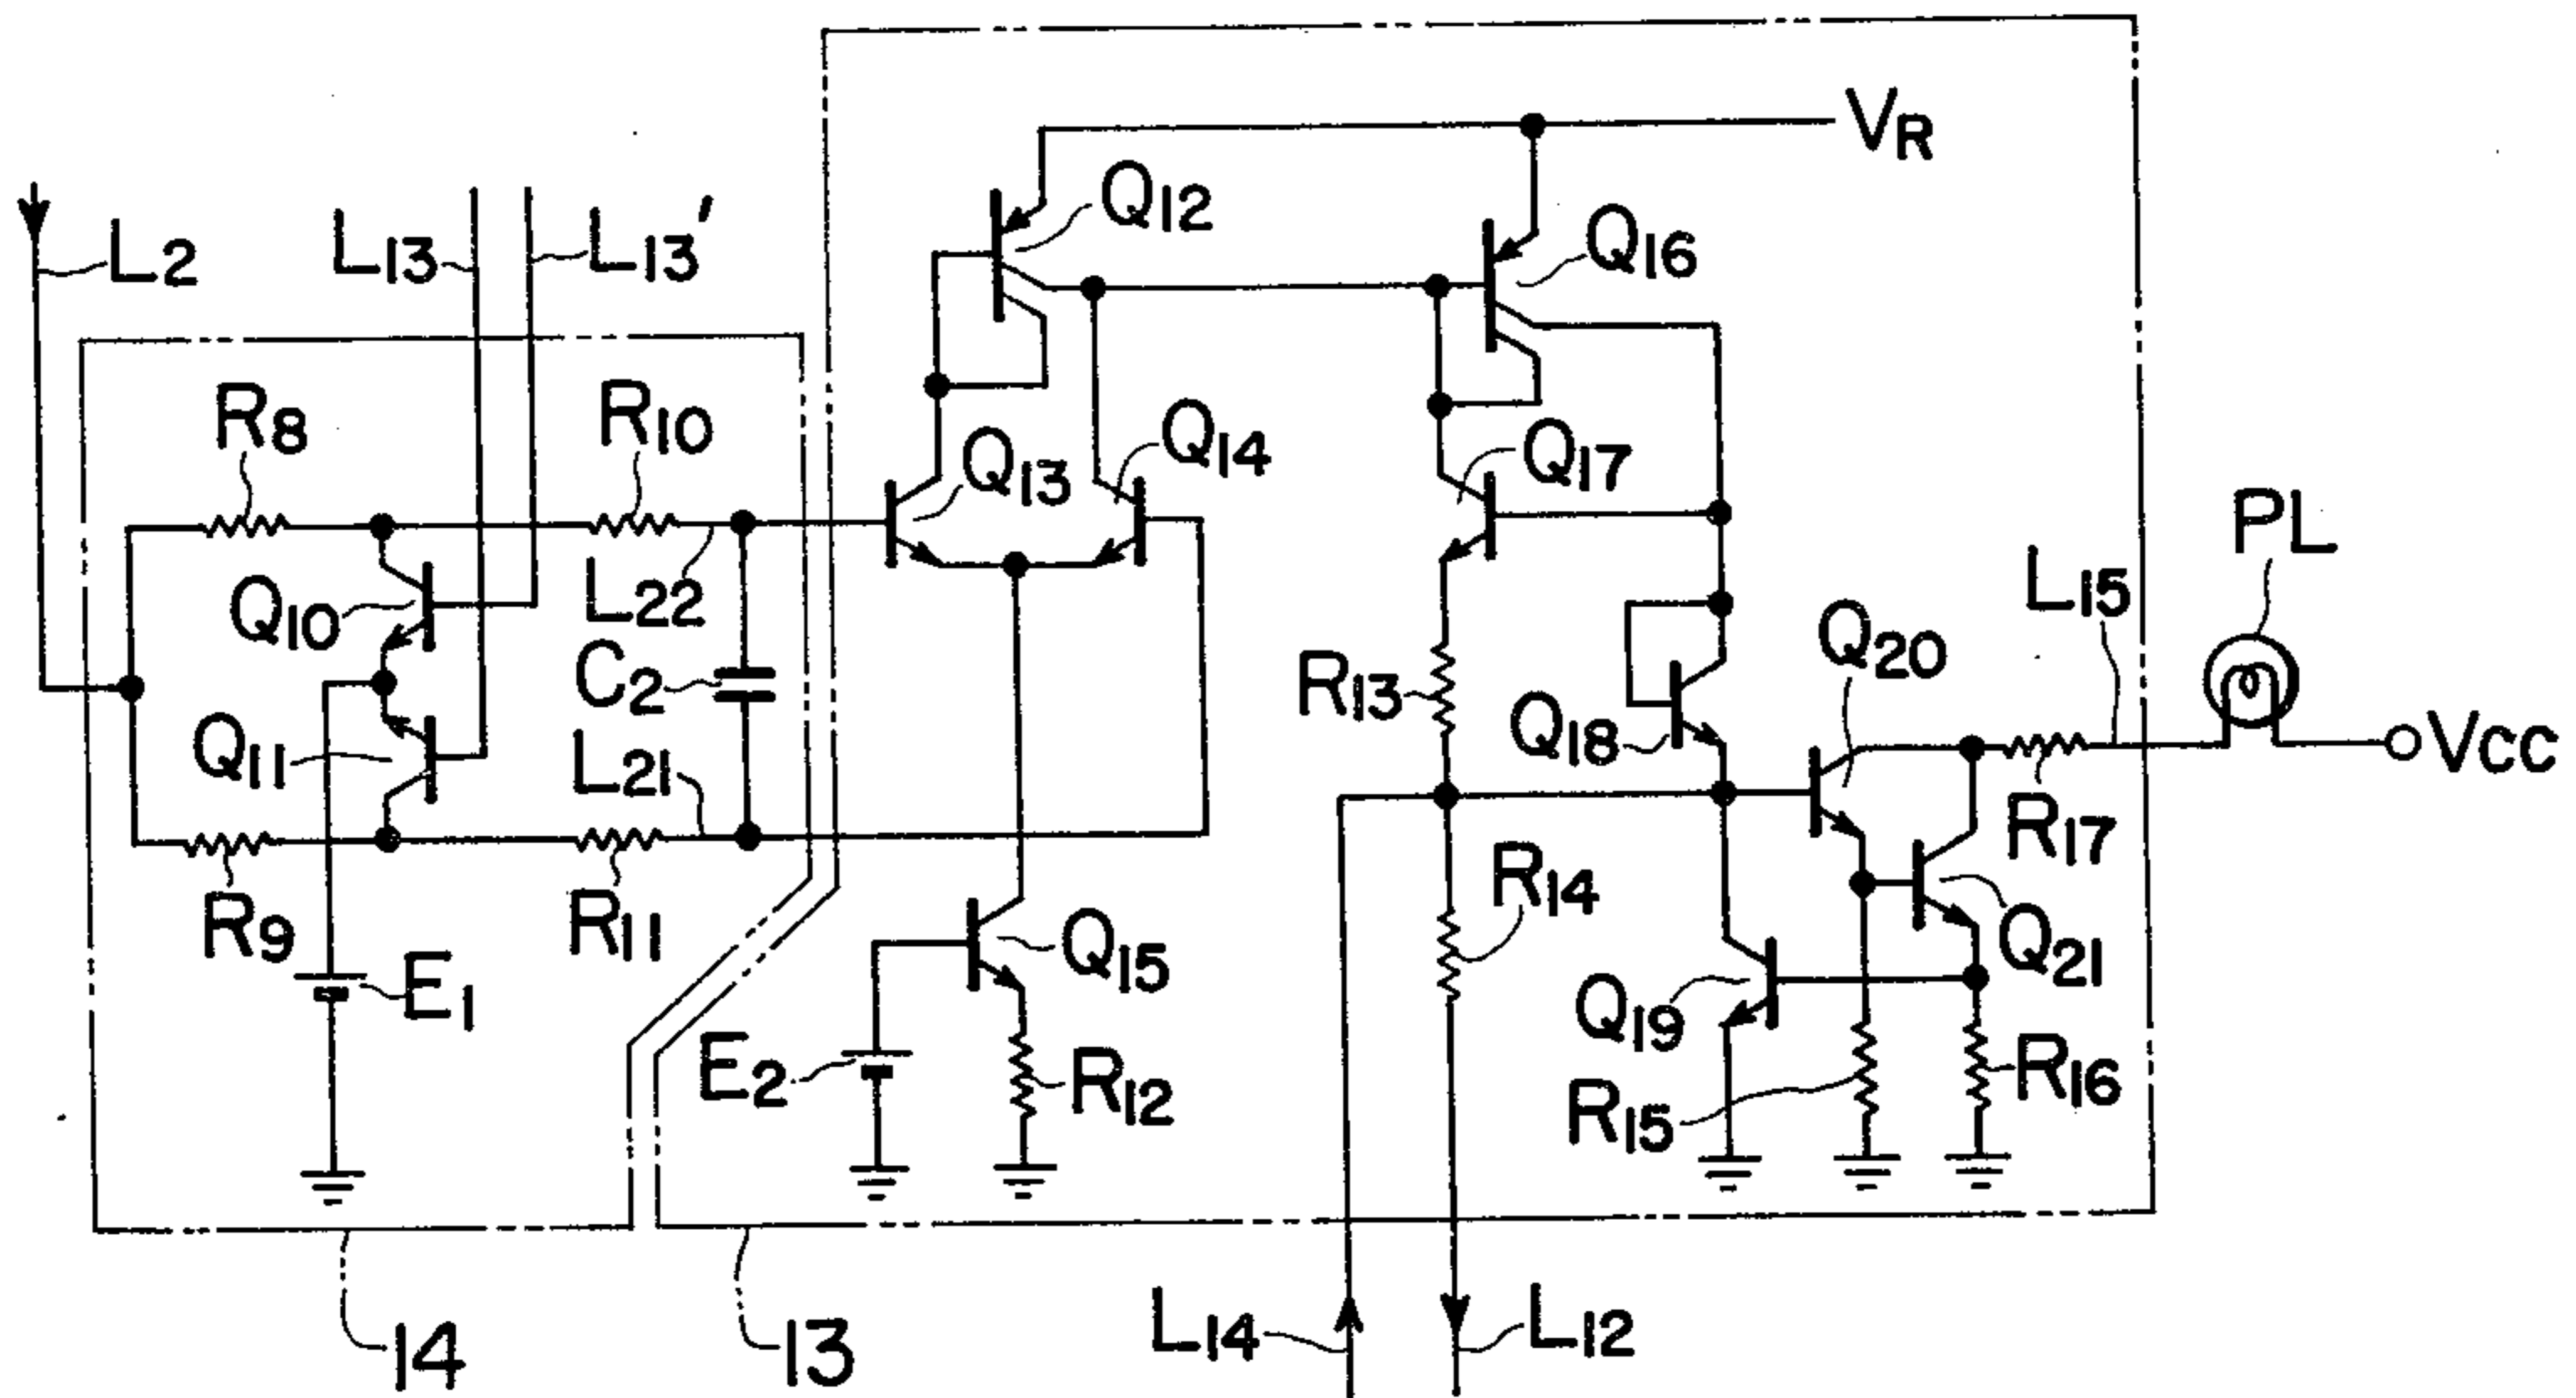 VR
Q12
Q16
L2
L13
L13'
R8
R10
Q13
Q14
Q17
PL
L15
Q10
L22
C2
Q20
R13
Q18
Q11
L21
VCC
R17
R9
R11
R14
Q15
Q21
E1
Q19
E2
R12
R15
R16
14
13
L14
L12